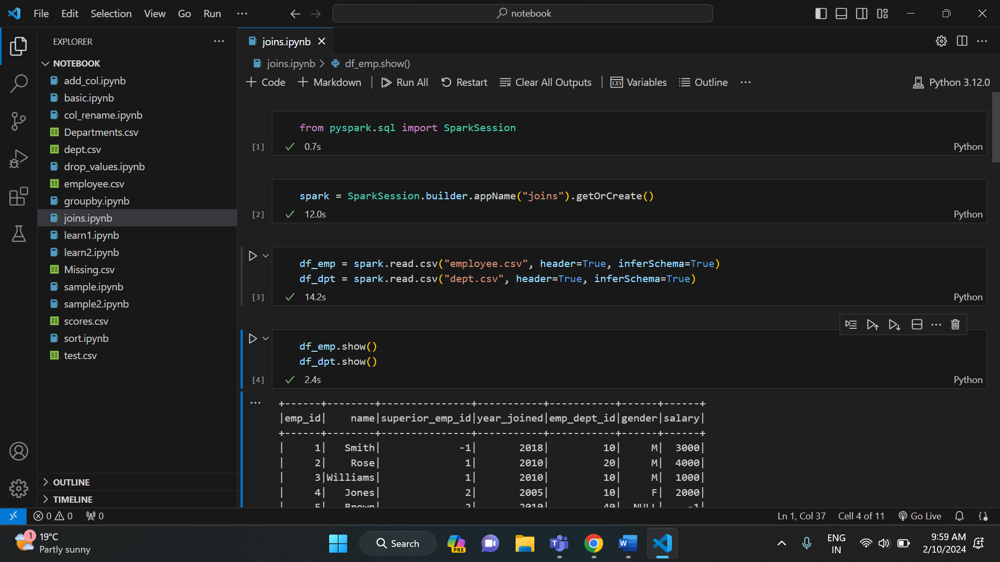 File Edit Selection View Go Run ··· notebook
EXPLORER ···
NOTEBOOK
add_col.ipynb
basic.ipynb
col_rename.ipynb
Departments.csv
dept.csv
drop_values.ipynb
employee.csv
groupby.ipynb
joins.ipynb
learn1.ipynb
learn2.ipynb
Missing.csv
sample.ipynb
sample2.ipynb
scores.csv
sort.ipynb
test.csv
OUTLINE
TIMELINE
joins.ipynb
joins.ipynb > df_emp.show()
+ Code + Markdown | Run All Restart Clear All Outputs | Variables Outline ··· Python 3.12.0
from pyspark.sql import SparkSession
[1] ✓ 0.7s Python
spark = SparkSession.builder.appName("joins").getOrCreate()
[2] ✓ 12.0s Python
df_emp = spark.read.csv("employee.csv", header=True, inferSchema=True)
df_dpt = spark.read.csv("dept.csv", header=True, inferSchema=True)
[3] ✓ 14.2s Python
df_emp.show()
df_dpt.show()
[4] ✓ 2.4s Python
+------+--------+---------------+-----------+-----------+------+------+
|emp_id|    name|superior_emp_id|year_joined|emp_dept_id|gender|salary|
+------+--------+---------------+-----------+-----------+------+------+
|     1|   Smith|             -1|       2018|         10|     M|  3000|
|     2|    Rose|              1|       2010|         20|     M|  4000|
|     3|Williams|              1|       2010|         10|     M|  1000|
|     4|   Jones|              2|       2005|         10|     F|  2000|
|     5|   Brown|              2|       2010|         40|  NULL|    -1|
0 0 0 Ln 1, Col 37 Cell 4 of 11 Go Live
1 19°C
Partly sunny
Search
PRE
ENG
IN
9:59 AM
2/10/2024